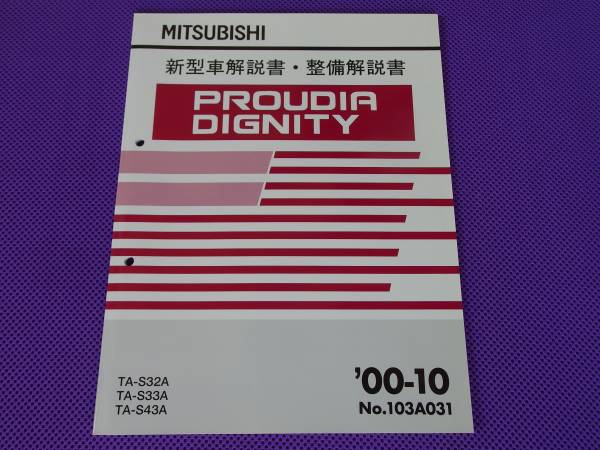 MITSUBISHI
新型車解説書・整備解説書
PROUDIA
DIGNITY
TA-S32A
TA-S33A
TA-S43A
'00-10
No.103A031